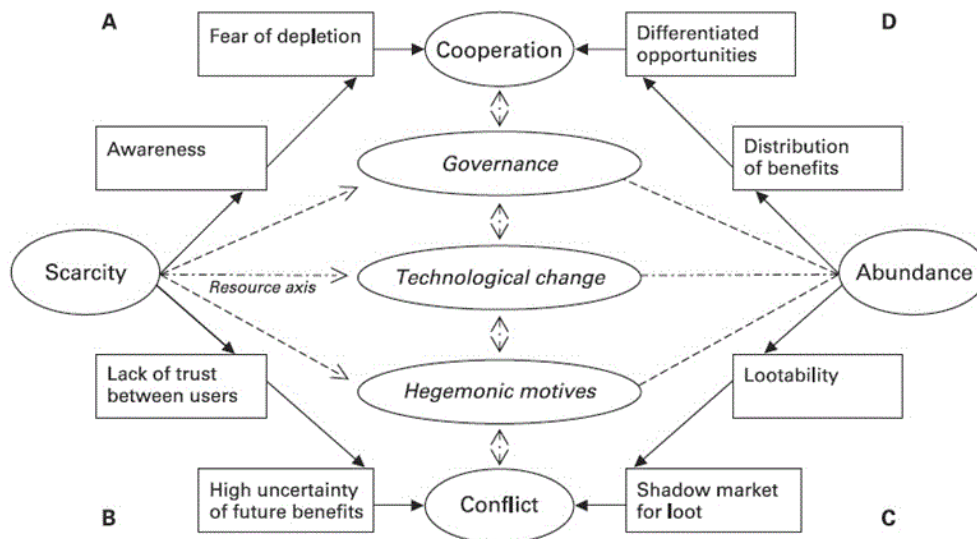 A
D
Fear of depletion
Cooperation
Differentiated
opportunities
Awareness
Governance
Distribution
of benefits
Scarcity
Resource axis
Technological change
Abundance
Lack of trust
between users
Hegemonic motives
Lootability
High uncertainty
of future benefits
Conflict
Shadow market
for loot
B
C